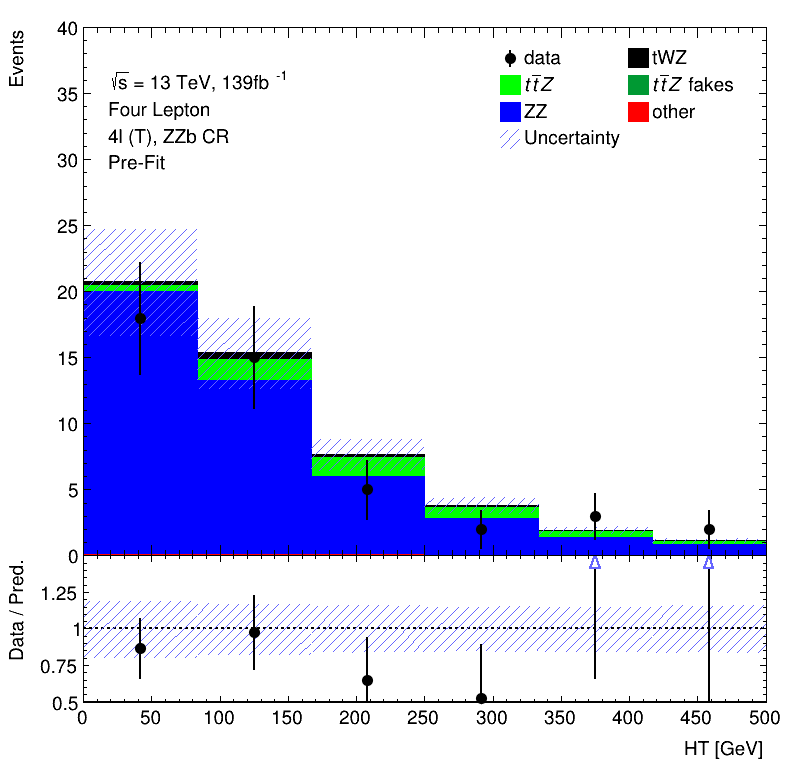 Events
40
35
30
25
20
15
10
5
0
√s = 13 TeV, 139fb⁻¹
Four Lepton
4l (T), ZZb CR
Pre-Fit
data
tt̄Z
ZZ
Uncertainty
tWZ
tt̄Z fakes
other
Data / Pred.
1.25
1
0.75
0.5
0 50 100 150 200 250 300 350 400 450 500
HT [GeV]